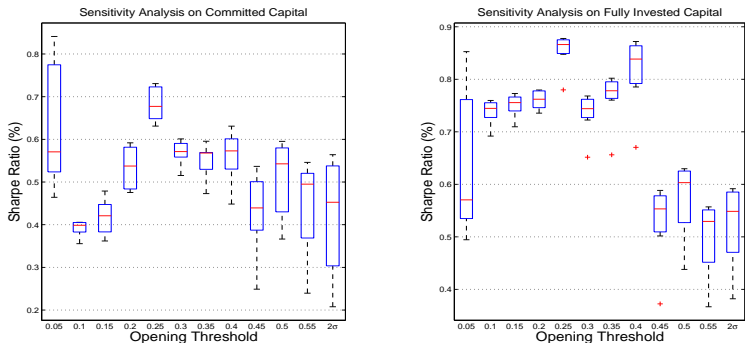 Sensitivity Analysis on Committed Capital
Sharpe Ratio (%)
0.8
0.7
0.6
0.5
0.4
0.3
0.2
0.05 0.1 0.15 0.2 0.25 0.3 0.35 0.4 0.45 0.5 0.55 2σ
Opening Threshold
Sensitivity Analysis on Fully Invested Capital
Sharpe Ratio (%)
0.9
0.8
0.7
0.6
0.5
0.4
0.05 0.1 0.15 0.2 0.25 0.3 0.35 0.4 0.45 0.5 0.55 2σ
Opening Threshold